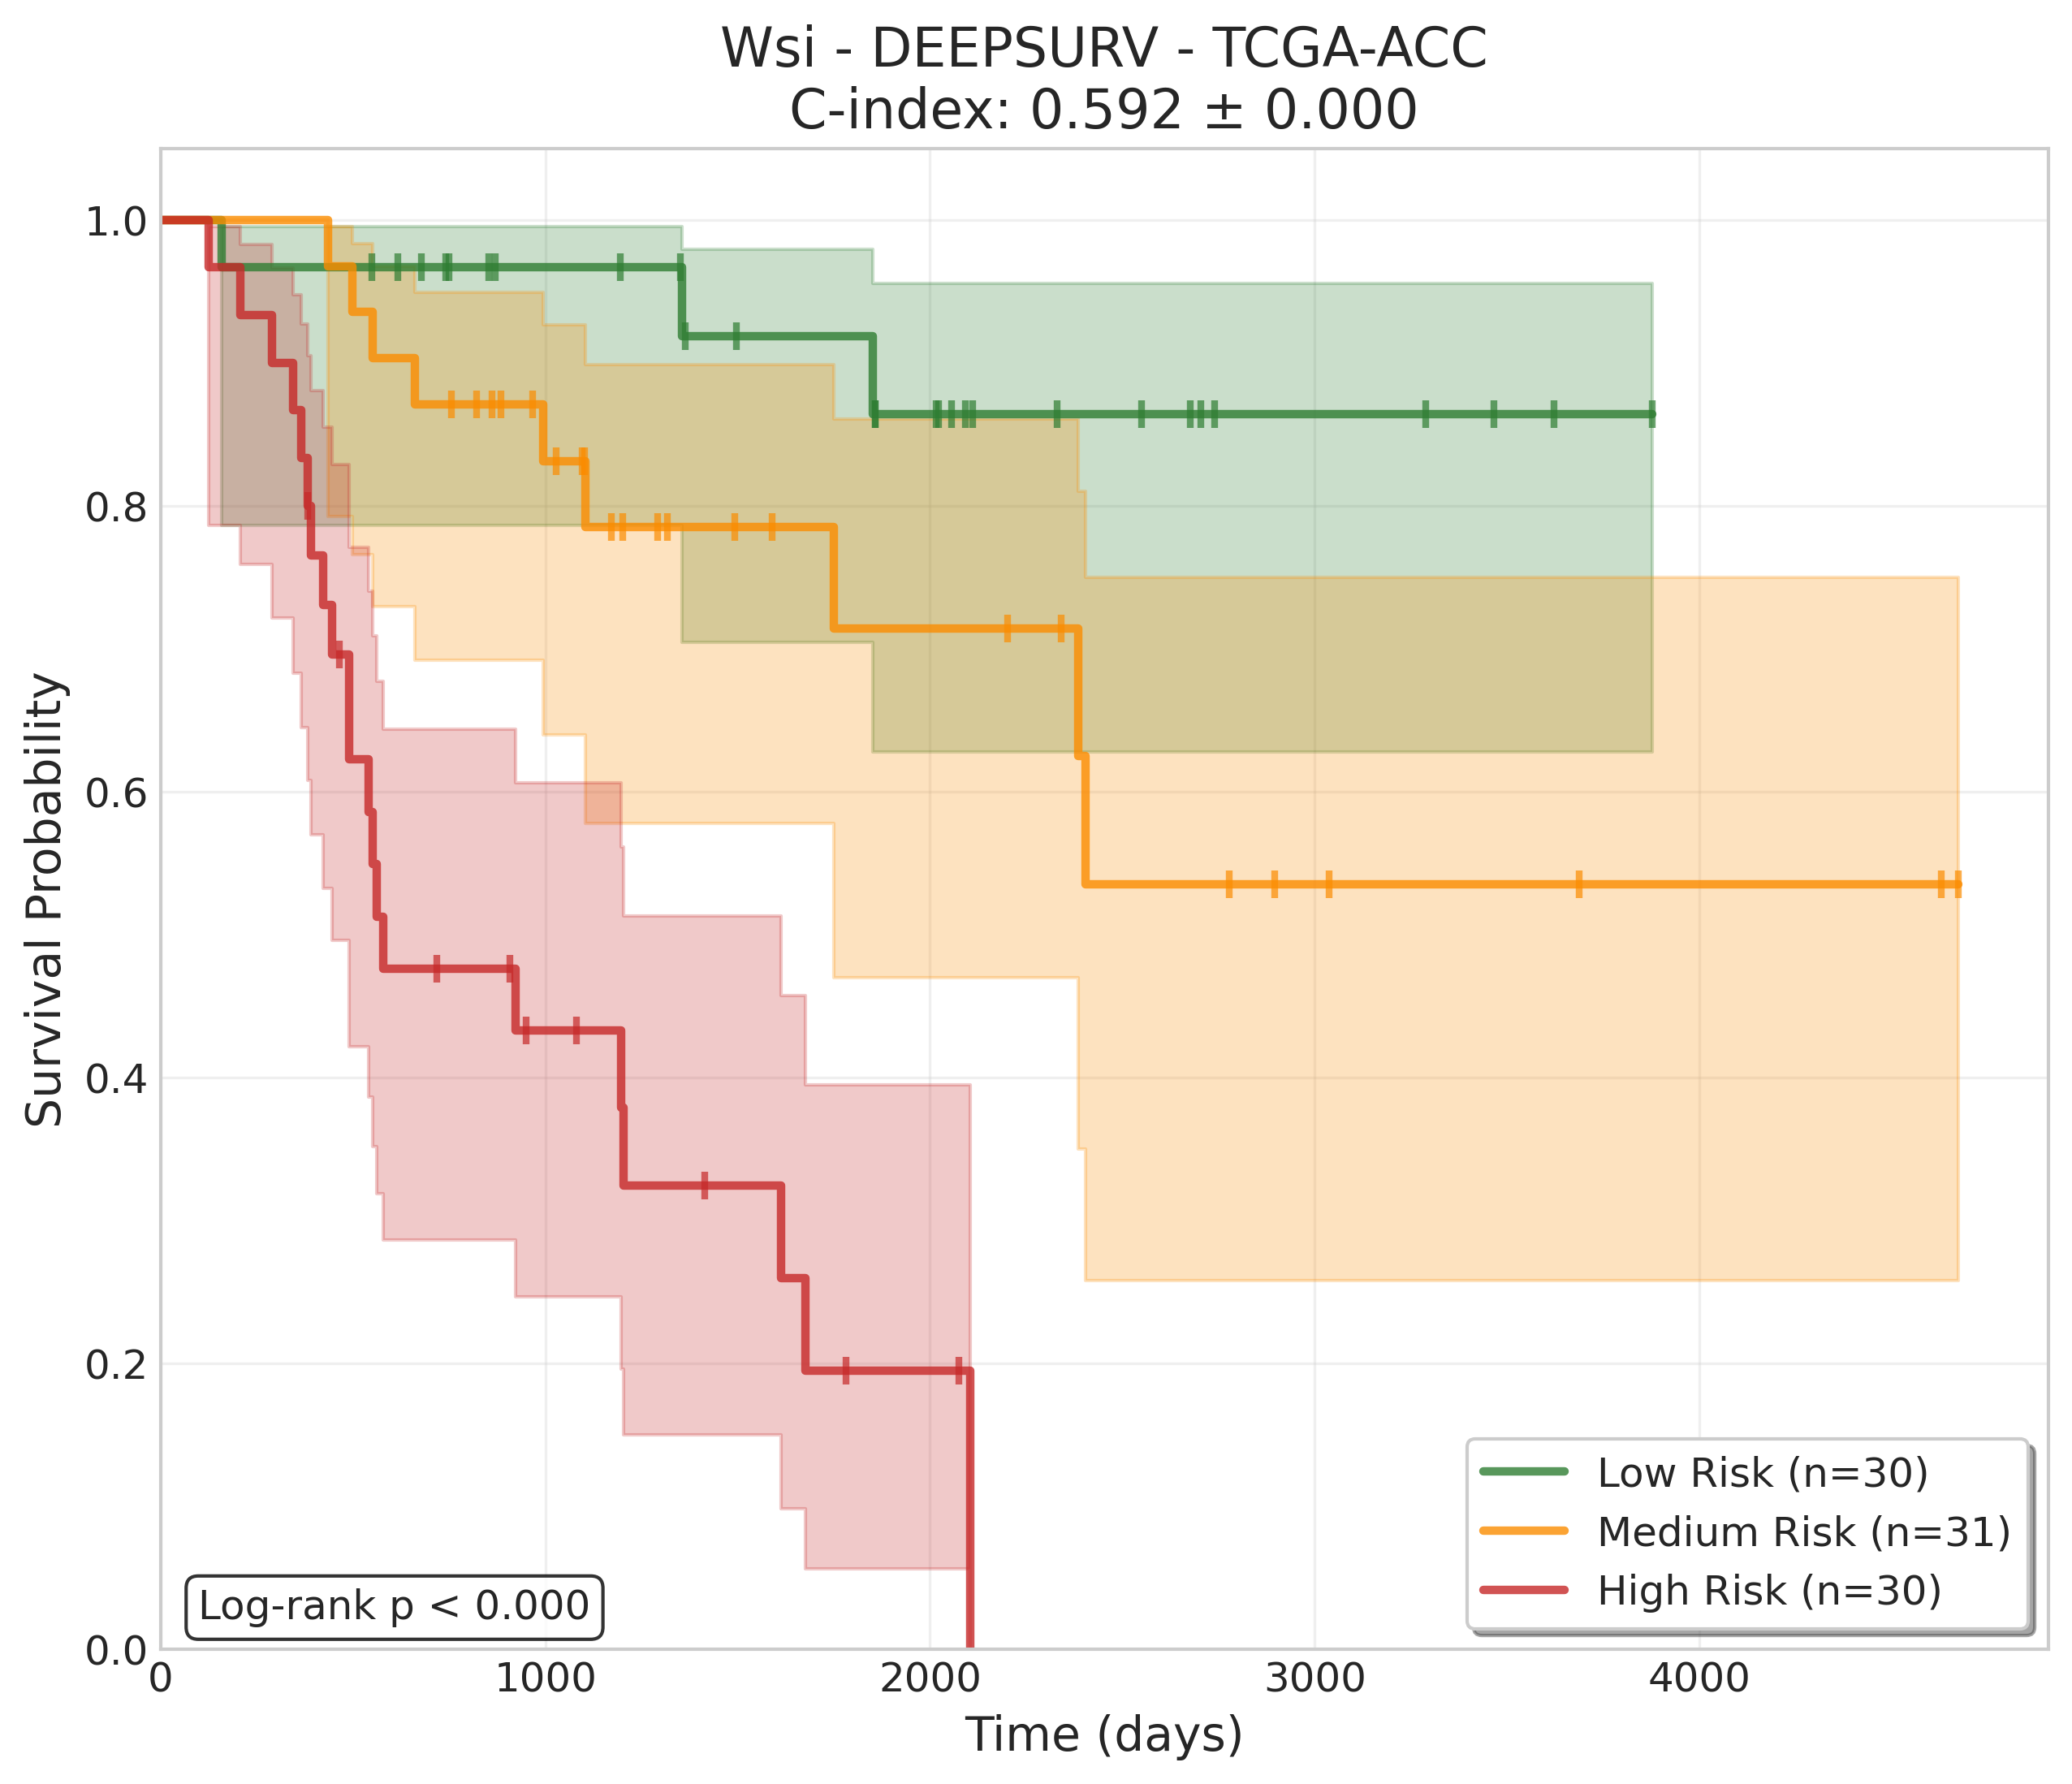 Wsi - DEEPSURV - TCGA-ACC
C-index: 0.592 ± 0.000
Survival Probability
1.0
0.8
0.6
0.4
0.2
0.0
0 1000 2000 3000 4000
Time (days)
Log-rank p < 0.000
Low Risk (n=30)
Medium Risk (n=31)
High Risk (n=30)